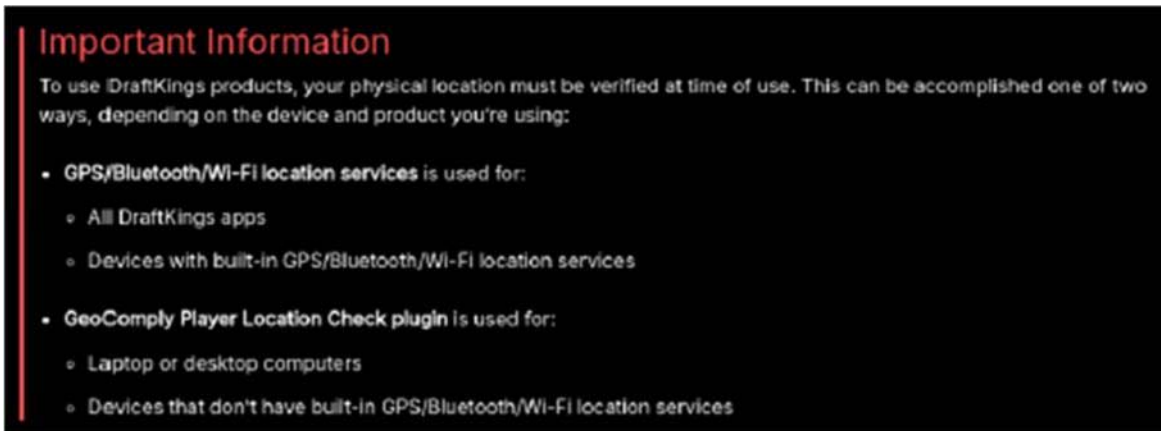 Important Information
To use DraftKings products, your physical location must be verified at time of use. This can be accomplished one of two
ways, depending on the device and product you're using:
• GPS/Bluetooth/Wi-Fi location services is used for:
◦ All DraftKings apps
◦ Devices with built-in GPS/Bluetooth/Wi-Fi location services
• GeoComply Player Location Check plugin is used for:
◦ Laptop or desktop computers
◦ Devices that don't have built-in GPS/Bluetooth/Wi-Fi location services